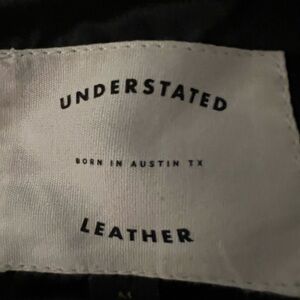 UNDERSTATED
BORN IN AUSTIN TX
LEATHER